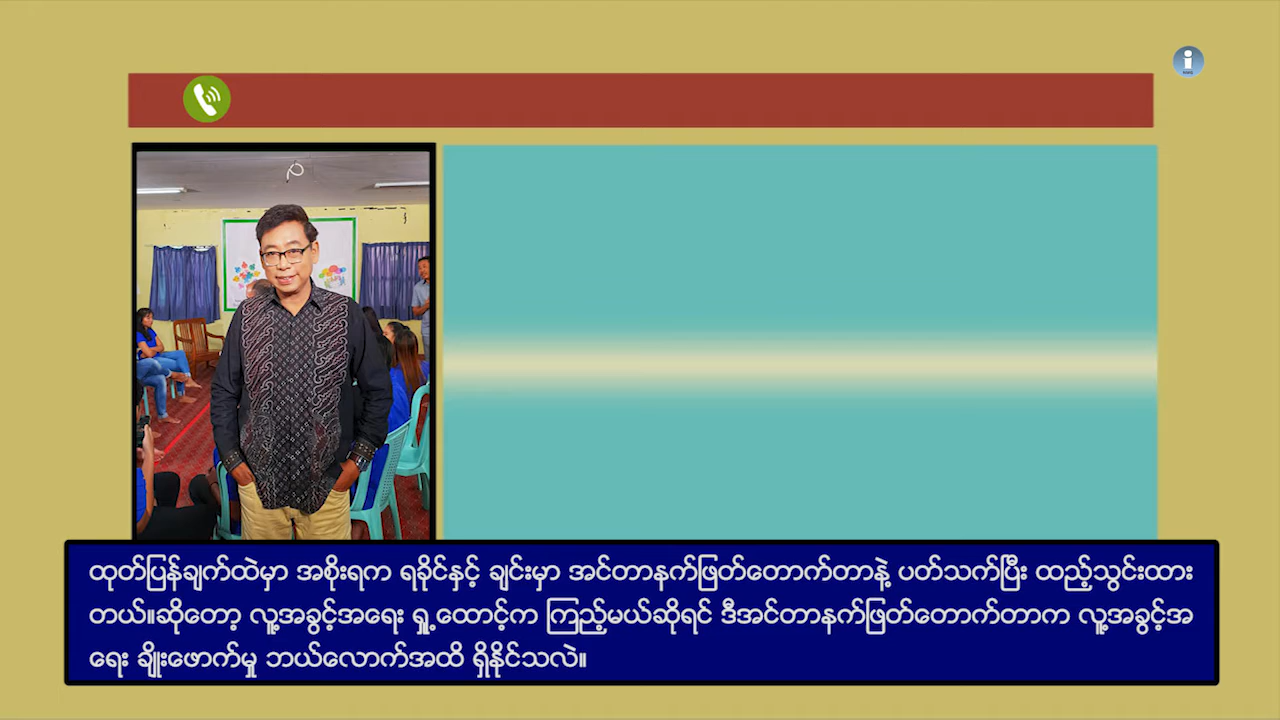 ထုတ်ပြန်ချက်ထဲမှာ အစိုးရက ရခိုင်နှင့် ချင်းမှာ အင်တာနက်ဖြတ်တောက်တာနဲ့ ပတ်သက်ပြီး ထည့်သွင်းထား
တယ်။ဆိုတော့ လူ့အခွင့်အရေး ရှု့ထောင့်က ကြည့်မယ်ဆိုရင် ဒီအင်တာနက်ဖြတ်တောက်တာက လူ့အခွင့်အ
ရေး ချိုးဖောက်မှု ဘယ်လောက်အထိ ရှိနိုင်သလဲ။